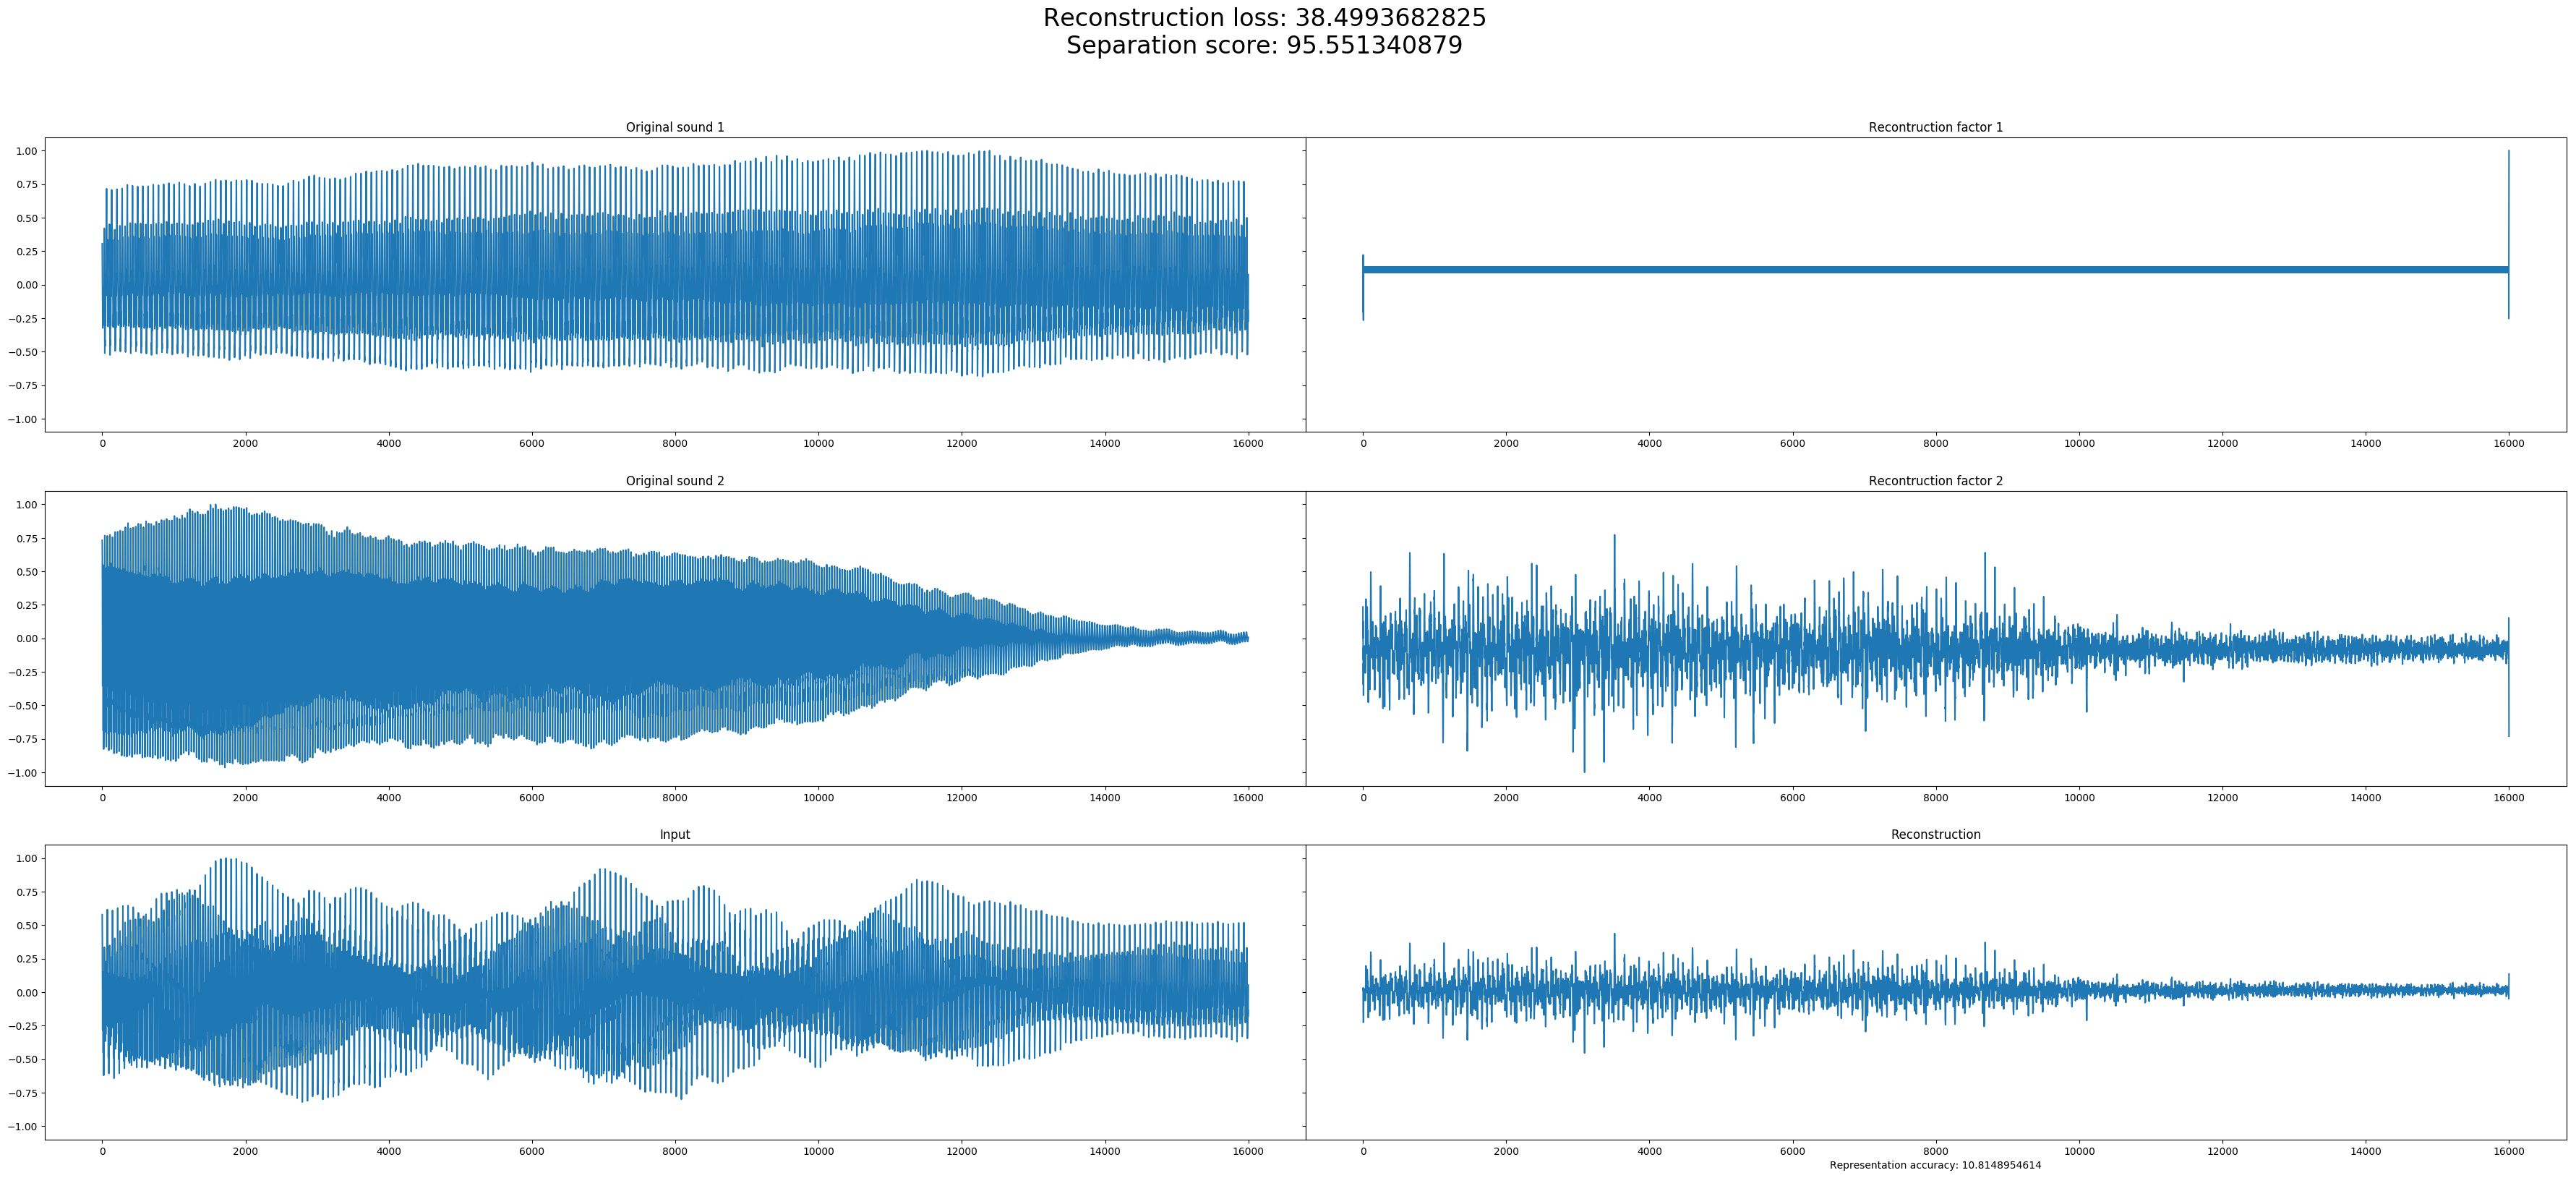 Reconstruction loss: 38.4993682825
Separation score: 95.551340879
Original sound 1
Recontruction factor 1
1.00
0.75
0.50
0.25
0.00
−0.25
−0.50
−0.75
−1.00
0 2000 4000 6000 8000 10000 12000 14000 16000
0 2000 4000 6000 8000 10000 12000 14000 16000
Original sound 2
Recontruction factor 2
1.00
0.75
0.50
0.25
0.00
−0.25
−0.50
−0.75
−1.00
0 2000 4000 6000 8000 10000 12000 14000 16000
0 2000 4000 6000 8000 10000 12000 14000 16000
Input
Reconstruction
1.00
0.75
0.50
0.25
0.00
−0.25
−0.50
−0.75
−1.00
0 2000 4000 6000 8000 10000 12000 14000 16000
0 2000 4000 6000 8000 10000 12000 14000 16000
Representation accuracy: 10.8148954614